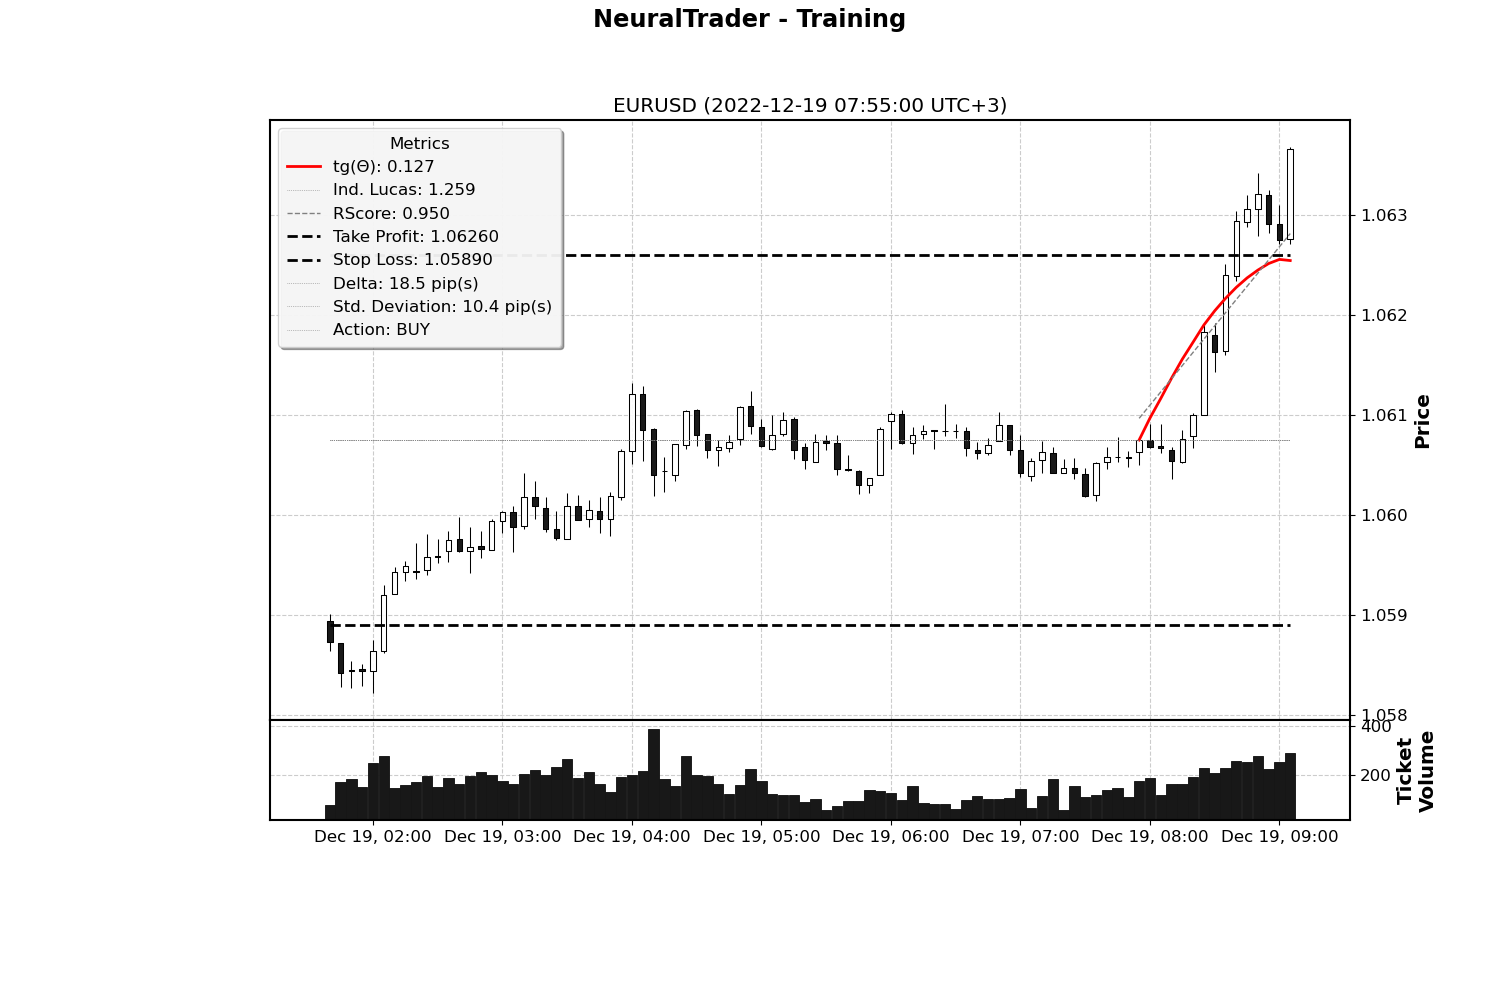 NeuralTrader - Training
EURUSD (2022-12-19 07:55:00 UTC+3)
Metrics
tg(Θ): 0.127
Ind. Lucas: 1.259
RScore: 0.950
Take Profit: 1.06260
Stop Loss: 1.05890
Delta: 18.5 pip(s)
Std. Deviation: 10.4 pip(s)
Action: BUY
1.063
1.062
1.061
1.060
1.059
1.058
Price
400
200
Ticket
Volume
Dec 19, 02:00 Dec 19, 03:00 Dec 19, 04:00 Dec 19, 05:00 Dec 19, 06:00 Dec 19, 07:00 Dec 19, 08:00 Dec 19, 09:00